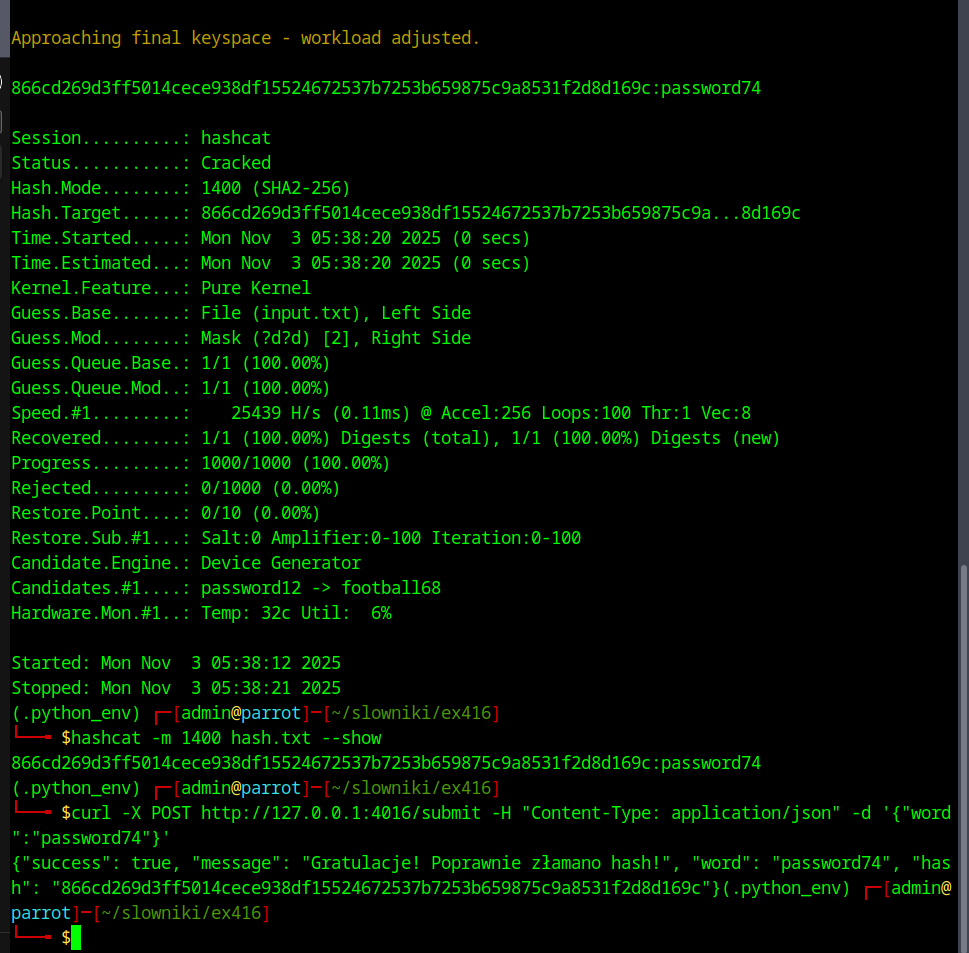 Approaching final keyspace - workload adjusted.
866cd269d3ff5014cece938df15524672537b7253b659875c9a8531f2d8d169c:password74
Session..........: hashcat
Status...........: Cracked
Hash.Mode........: 1400 (SHA2-256)
Hash.Target......: 866cd269d3ff5014cece938df15524672537b7253b659875c9a...8d169c
Time.Started.....: Mon Nov  3 05:38:20 2025 (0 secs)
Time.Estimated...: Mon Nov  3 05:38:20 2025 (0 secs)
Kernel.Feature...: Pure Kernel
Guess.Base.......: File (input.txt), Left Side
Guess.Mod........: Mask (?d?d) [2], Right Side
Guess.Queue.Base.: 1/1 (100.00%)
Guess.Queue.Mod..: 1/1 (100.00%)
Speed.#1.........:    25439 H/s (0.11ms) @ Accel:256 Loops:100 Thr:1 Vec:8
Recovered........: 1/1 (100.00%) Digests (total), 1/1 (100.00%) Digests (new)
Progress.........: 1000/1000 (100.00%)
Rejected.........: 0/1000 (0.00%)
Restore.Point....: 0/10 (0.00%)
Restore.Sub.#1...: Salt:0 Amplifier:0-100 Iteration:0-100
Candidate.Engine.: Device Generator
Candidates.#1....: password12 -> football68
Hardware.Mon.#1..: Temp: 32c Util:  6%
Started: Mon Nov  3 05:38:12 2025
Stopped: Mon Nov  3 05:38:21 2025
(.python_env) ┌─[admin@parrot]─[~/slowniki/ex416]
└──╼ $hashcat -m 1400 hash.txt --show
866cd269d3ff5014cece938df15524672537b7253b659875c9a8531f2d8d169c:password74
(.python_env) ┌─[admin@parrot]─[~/slowniki/ex416]
└──╼ $curl -X POST http://127.0.0.1:4016/submit -H "Content-Type: application/json" -d '{"word
":"password74"}'
{"success": true, "message": "Gratulacje! Poprawnie złamano hash!", "word": "password74", "has
h": "866cd269d3ff5014cece938df15524672537b7253b659875c9a8531f2d8d169c"}(.python_env) ┌─[admin@
parrot]─[~/slowniki/ex416]
└──╼ $